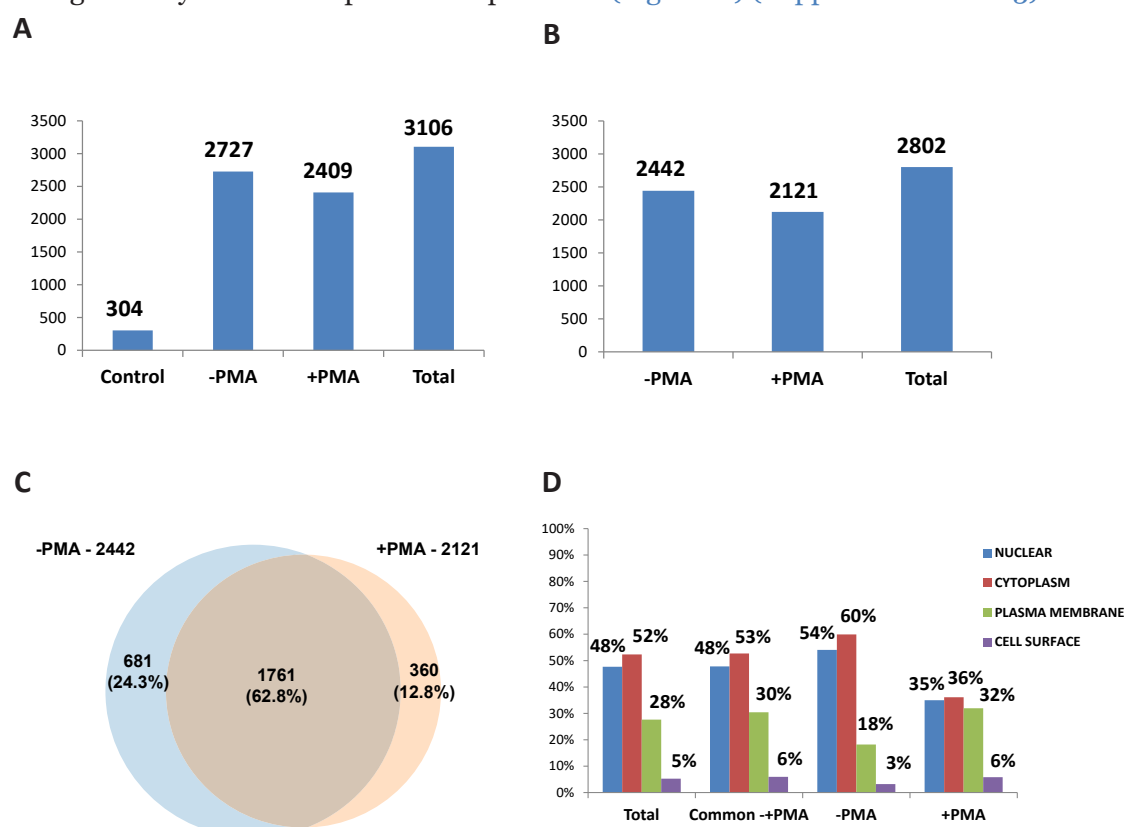 A
B
3500
3000
2500
2000
1500
1000
500
0
304
2727
2409
3106
Control
-PMA
+PMA
Total
3500
3000
2500
2000
1500
1000
500
0
2442
2121
2802
-PMA
+PMA
Total
C
D
-PMA - 2442
+PMA - 2121
681
(24.3%)
1761
(62.8%)
360
(12.8%)
100%
90%
80%
70%
60%
50%
40%
30%
20%
10%
0%
48%
52%
28%
5%
48%
53%
30%
6%
54%
60%
18%
3%
35%
36%
32%
6%
Total
Common -+PMA
-PMA
+PMA
NUCLEAR
CYTOPLASM
PLASMA MEMBRANE
CELL SURFACE